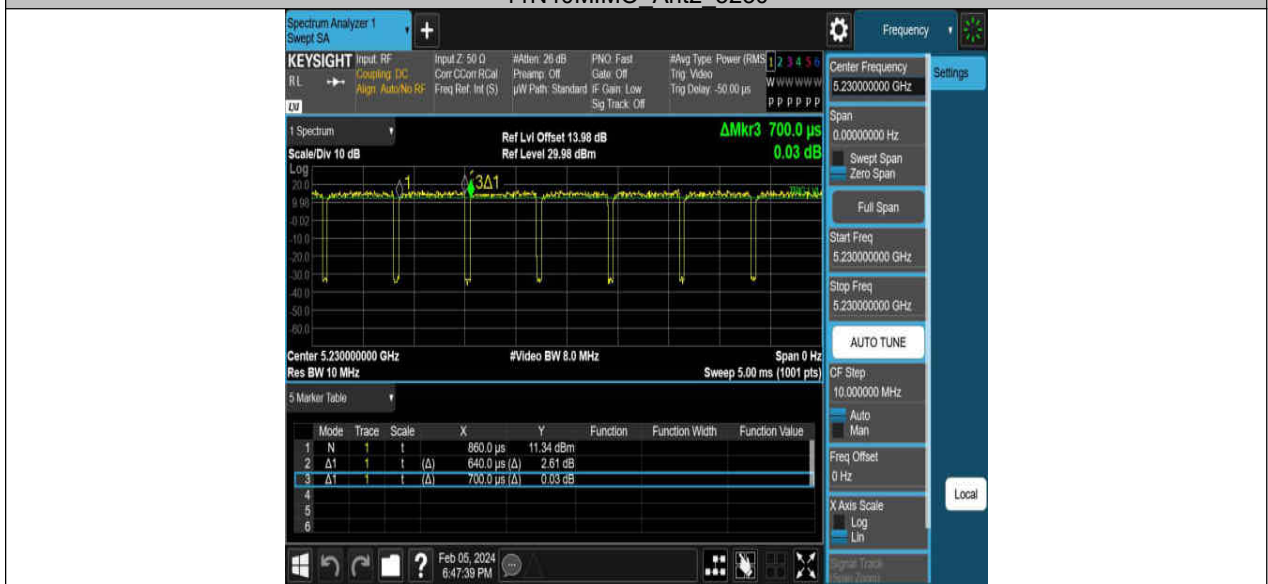 Spectrum Analyzer 1
Swept SA
+
Frequency
KEYSIGHT
RL
LXI
Input: RF
Coupling: DC
Align: Auto/No RF
Input Z: 50 Ω
Corr CCorr RCal
Freq Ref: Int (S)
#Atten: 26 dB
Preamp: Off
µW Path: Standard
PNO: Fast
Gate: Off
IF Gain: Low
Sig Track: Off
#Avg Type: Power (RMS
Trig: Video
Trig Delay: -50.00 µs
1 2 3 4 5 6
W W W W W W
P P P P P P
Center Frequency
5.230000000 GHz
Settings
1 Spectrum
Scale/Div 10 dB
Ref Lvl Offset 13.98 dB
Ref Level 29.98 dBm
ΔMkr3 700.0 µs
0.03 dB
Span
0.00000000 Hz
Swept Span
Zero Span
Full Span
Log
20.0
9.98
-0.02
-10.0
-20.0
-30.0
-40.0
-50.0
-60.0
1
3Δ1
Start Freq
5.230000000 GHz
Stop Freq
5.230000000 GHz
AUTO TUNE
Center 5.230000000 GHz
#Video BW 8.0 MHz
Span 0 Hz
Res BW 10 MHz
Sweep 5.00 ms (1001 pts)
CF Step
10.000000 MHz
Auto
Man
5 Marker Table
Mode Trace Scale X Y Function Function Width Function Value
1 N 1 t 860.0 µs 11.34 dBm
2 Δ1 1 t (Δ) 640.0 µs (Δ) 2.61 dB
3 Δ1 1 t (Δ) 700.0 µs (Δ) 0.03 dB
4
5
6
Freq Offset
0 Hz
X Axis Scale
Log
Lin
Local
Signal Track
(Span Zoom)
?
Feb 05, 2024
6:47:39 PM